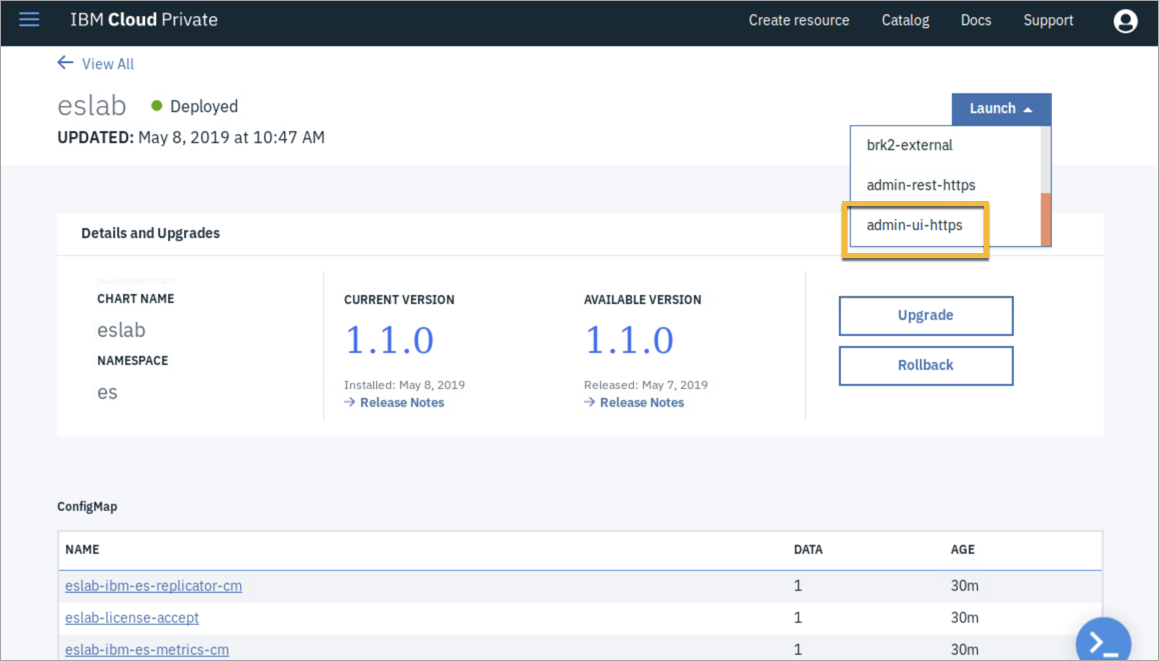 IBM Cloud Private
Create resource
Catalog
Docs
Support
View All
eslab
Deployed
UPDATED: May 8, 2019 at 10:47 AM
Launch
brk2-external
admin-rest-https
admin-ui-https
Details and Upgrades
CHART NAME
eslab
NAMESPACE
es
CURRENT VERSION
1.1.0
Installed: May 8, 2019
Release Notes
AVAILABLE VERSION
1.1.0
Released: May 7, 2019
Release Notes
Upgrade
Rollback
ConfigMap
NAME DATA AGE
eslab-ibm-es-replicator-cm 1 30m
eslab-license-accept 1 30m
eslab-ibm-es-metrics-cm 1 30m